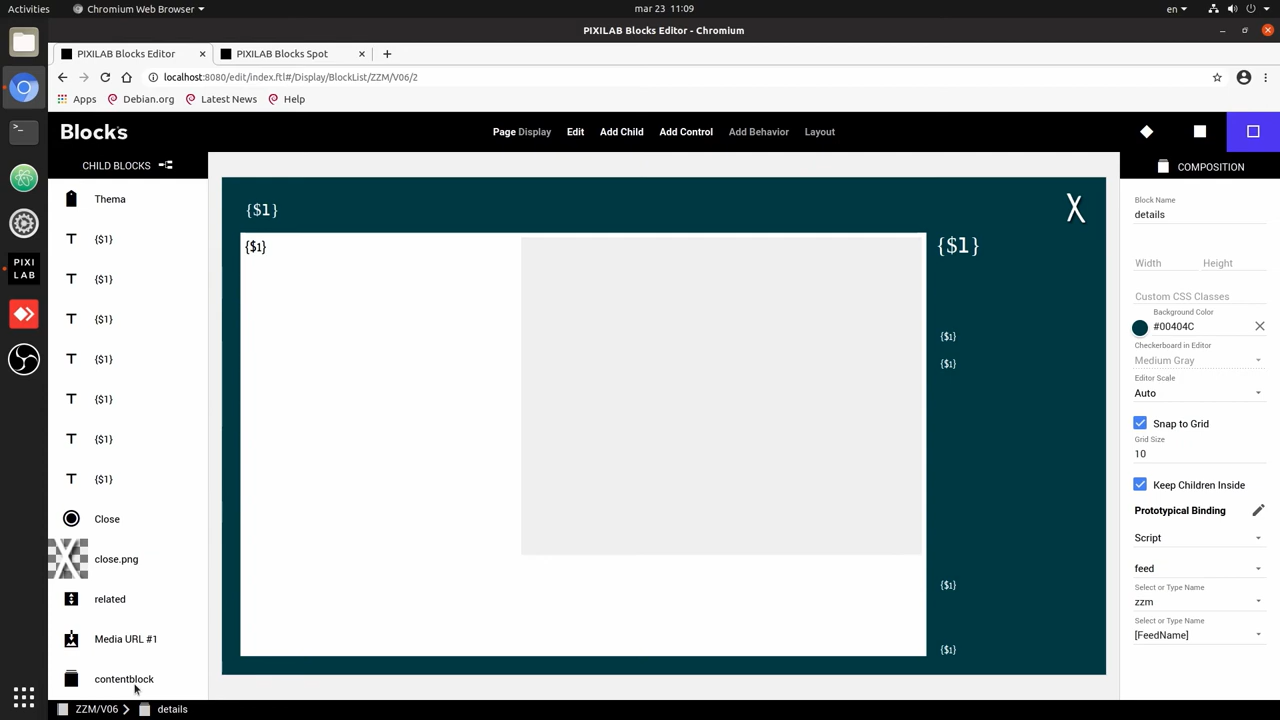 Activities Chromium Web Browser mar 23 11:09 en
PIXILAB Blocks Editor - Chromium
PIXILAB Blocks Editor PIXILAB Blocks Spot
localhost:8080/edit/index.ftl#/Display/BlockList/ZZM/V06/2
Apps Debian.org Latest News Help
Blocks Page Display Edit Add Child Add Control Add Behavior Layout
CHILD BLOCKS
COMPOSITION
Thema
{$1}
{$1}
{$1}
{$1}
{$1}
{$1}
{$1}
Close
close.png
related
Media URL #1
contentblock
{$1} X
{$1} {$1}
{$1}
{$1}
{$1}
{$1}
Block Name
details
Width Height
Custom CSS Classes
Background Color
#00404C
Checkerboard in Editor
Medium Gray
Editor Scale
Auto
Snap to Grid
Grid Size
10
Keep Children Inside
Prototypical Binding
Script
feed
Select or Type Name
zzm
Select or Type Name
[FeedName]
PIXI
LAB
ZZM/V06 details